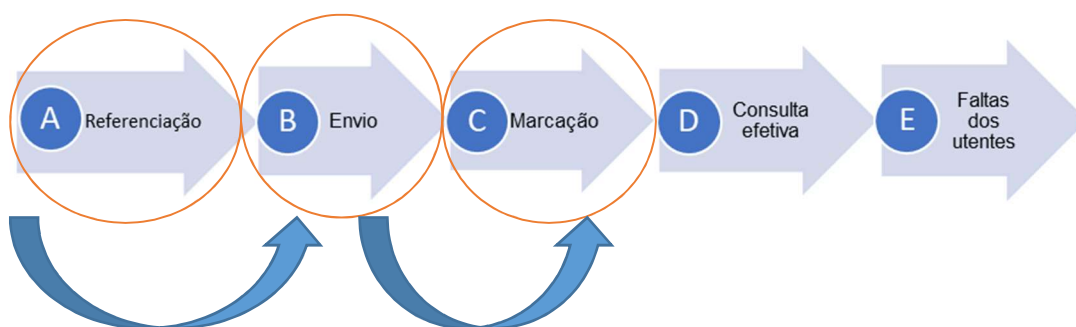 A
Referenciação
B
Envio
C
Marcação
D
Consulta
efetiva
E
Faltas
dos
utentes